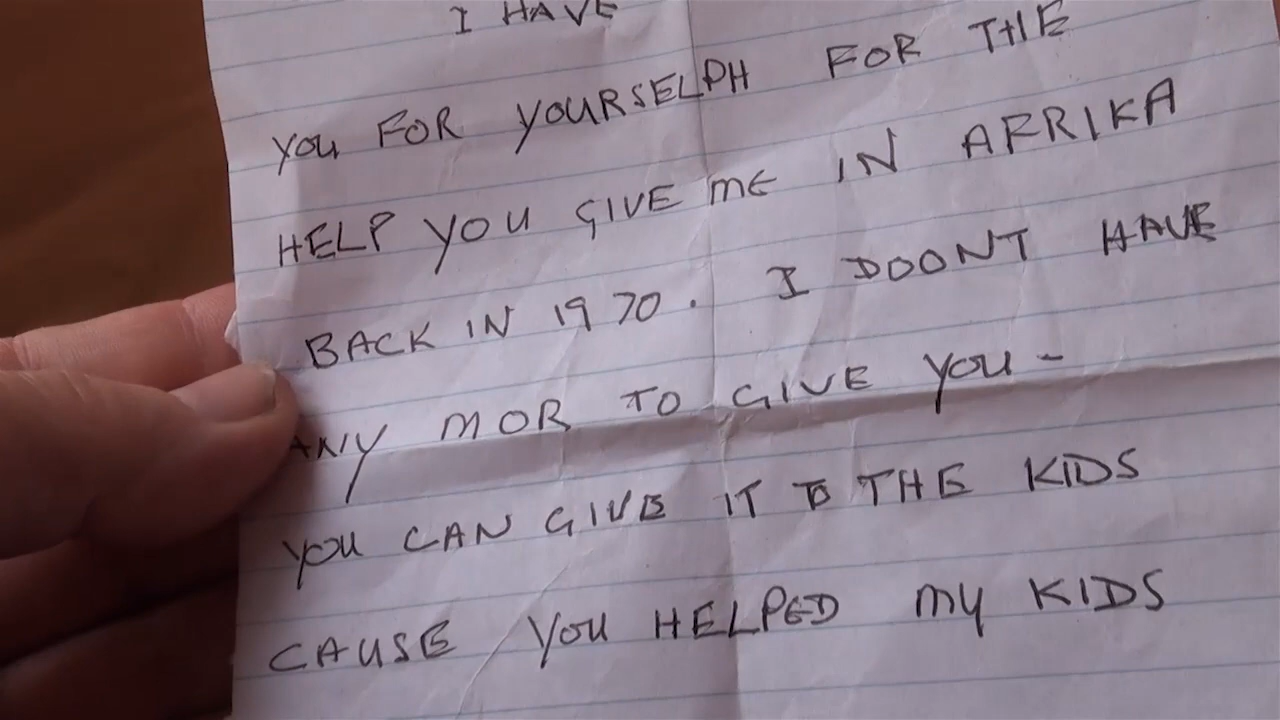 I HAVE
YOU FOR YOURSELPH FOR THE
HELP YOU GIVE ME IN AFRIKA
BACK IN 1970. I DOONT HAVE
ANY MOR TO GIVE YOU -
YOU CAN GIVE IT TO THE KIDS
CAUSE YOU HELPED MY KIDS